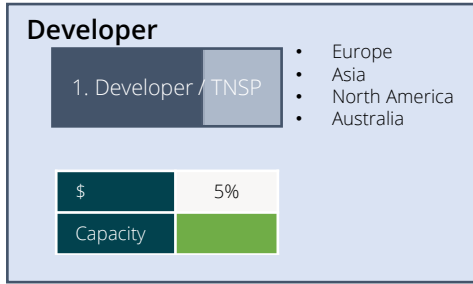 Developer
1. Developer / TNSP
• Europe
• Asia
• North America
• Australia
$ 5%
Capacity